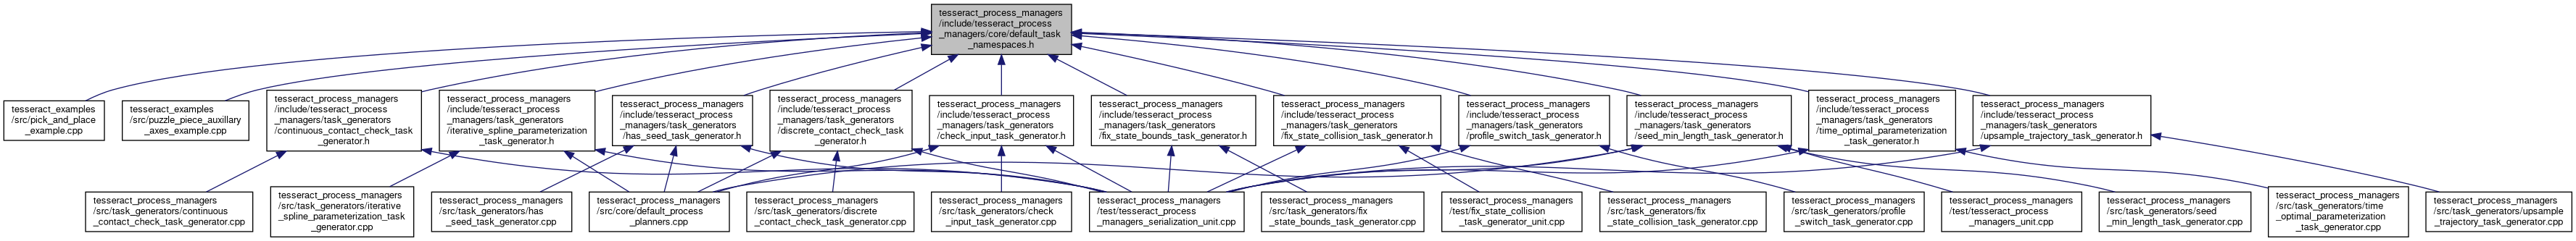 tesseract_process_managers
/include/tesseract_process
_managers/core/default_task
_namespaces.h
tesseract_examples
/src/pick_and_place
_example.cpp
tesseract_examples
/src/puzzle_piece_auxillary
_axes_example.cpp
tesseract_process_managers
/include/tesseract_process
_managers/task_generators
/continuous_contact_check_task
_generator.h
tesseract_process_managers
/include/tesseract_process
_managers/task_generators
/iterative_spline_parameterization
_task_generator.h
tesseract_process_managers
/include/tesseract_process
_managers/task_generators
/has_seed_task_generator.h
tesseract_process_managers
/include/tesseract_process
_managers/task_generators
/discrete_contact_check_task
_generator.h
tesseract_process_managers
/include/tesseract_process
_managers/task_generators
/check_input_task_generator.h
tesseract_process_managers
/include/tesseract_process
_managers/task_generators
/fix_state_bounds_task_generator.h
tesseract_process_managers
/include/tesseract_process
_managers/task_generators
/fix_state_collision_task_generator.h
tesseract_process_managers
/include/tesseract_process
_managers/task_generators
/profile_switch_task_generator.h
tesseract_process_managers
/include/tesseract_process
_managers/task_generators
/seed_min_length_task_generator.h
tesseract_process_managers
/include/tesseract_process
_managers/task_generators
/time_optimal_parameterization
_task_generator.h
tesseract_process_managers
/include/tesseract_process
_managers/task_generators
/upsample_trajectory_task_generator.h
tesseract_process_managers
/src/task_generators/continuous
_contact_check_task_generator.cpp
tesseract_process_managers
/src/task_generators/iterative
_spline_parameterization_task
_generator.cpp
tesseract_process_managers
/src/task_generators/has
_seed_task_generator.cpp
tesseract_process_managers
/src/core/default_process
_planners.cpp
tesseract_process_managers
/src/task_generators/discrete
_contact_check_task_generator.cpp
tesseract_process_managers
/src/task_generators/check
_input_task_generator.cpp
tesseract_process_managers
/test/tesseract_process
_managers_serialization_unit.cpp
tesseract_process_managers
/src/task_generators/fix
_state_bounds_task_generator.cpp
tesseract_process_managers
/test/fix_state_collision
_task_generator_unit.cpp
tesseract_process_managers
/src/task_generators/fix
_state_collision_task_generator.cpp
tesseract_process_managers
/src/task_generators/profile
_switch_task_generator.cpp
tesseract_process_managers
/test/tesseract_process
_managers_unit.cpp
tesseract_process_managers
/src/task_generators/seed
_min_length_task_generator.cpp
tesseract_process_managers
/src/task_generators/time
_optimal_parameterization
_task_generator.cpp
tesseract_process_managers
/src/task_generators/upsample
_trajectory_task_generator.cpp